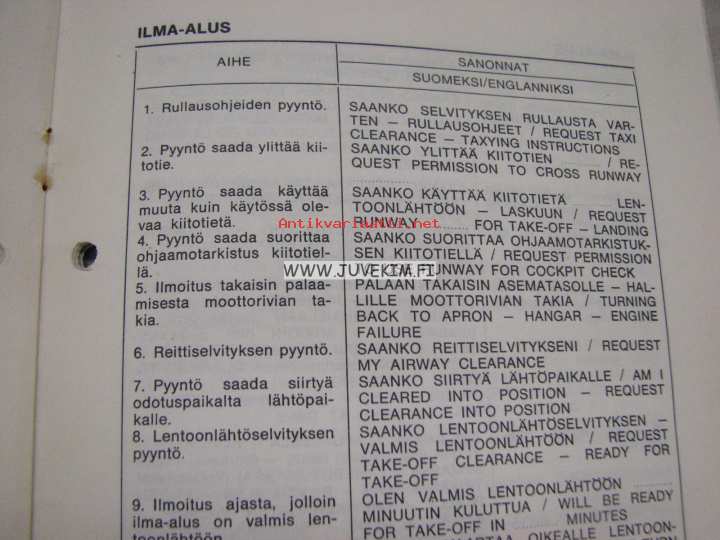 ILMA-ALUS
AIHE
SANONNAT
SUOMEKSI/ENGLANNIKSI
1. Rullausohjeiden pyyntö.
SAANKO SELVITYKSEN RULLAUSTA VAR-
TEN – RULLAUSOHJEET / REQUEST TAXI
CLEARANCE – TAXYING INSTRUCTIONS
2. Pyyntö saada ylittää kii-
totie.
SAANKO YLITTÄÄ KIITOTIEN ............ / RE-
QUEST PERMISSION TO CROSS RUNWAY
............
3. Pyyntö saada käyttää
muuta kuin käytössä ole-
vaa kiitotietä.
SAANKO KÄYTTÄÄ KIITOTIETÄ ............ LEN-
TOONLÄHTÖÖN – LASKUUN / REQUEST
RUNWAY ............ FOR TAKE-OFF – LANDING
4. Pyyntö saada suorittaa
ohjaamotarkistus kiitotiel-
lä.
SAANKO SUORITTAA OHJAAMOTARKISTUK-
SEN KIITOTIELLÄ / REQUEST PERMISSION
RUNWAY FOR COCKPIT CHECK
5. Ilmoitus takaisin palaa-
misesta moottorivian ta-
kia.
PALAAN TAKAISIN ASEMATASOLLE – HAL-
LILLE MOOTTORIVIAN TAKIA / TURNING
BACK TO APRON – HANGAR – ENGINE
FAILURE
6. Reittiselvityksen pyyntö.
SAANKO REITTISELVITYKSENI / REQUEST
MY AIRWAY CLEARANCE
7. Pyyntö saada siirtyä
odotuspaikalta lähtöpai-
kalle.
SAANKO SIIRTYÄ LÄHTÖPAIKALLE / AM I
CLEARED INTO POSITION – REQUEST
CLEARANCE INTO POSITION
8. Lentoonlähtöselvityksen
pyyntö.
SAANKO LENTOONLÄHTÖSELVITYKSEN –
VALMIS LENTOONLÄHTÖÖN / REQUEST
TAKE-OFF CLEARANCE – READY FOR
TAKE-OFF
9. Ilmoitus ajasta, jolloin
ilma-alus on valmis len-
toonlähtöön.
OLEN VALMIS LENTOONLÄHTÖÖN ............
MINUUTIN KULUTTUA / WILL BE READY
FOR TAKE-OFF IN ............ MINUTES
KAARTAA OIKEALLE LENTOON-
TURN
Antikvariaatit.net
WWW.JUVEKIM.FI